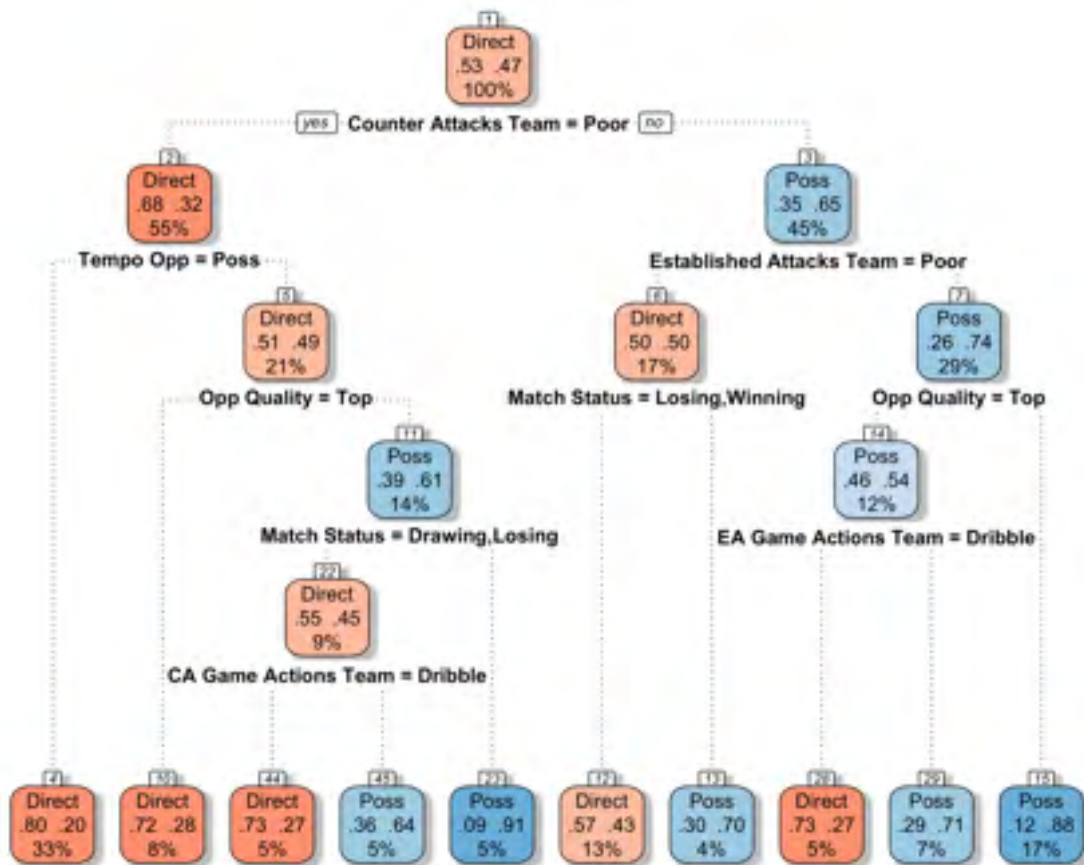 1
Direct
.53 .47
100%
yes Counter Attacks Team = Poor no
2
Direct
.68 .32
55%
3
Poss
.35 .65
45%
Tempo Opp = Poss
Established Attacks Team = Poor
5
Direct
.51 .49
21%
6
Direct
.50 .50
17%
7
Poss
.26 .74
29%
Opp Quality = Top
Match Status = Losing,Winning
Opp Quality = Top
11
Poss
.39 .61
14%
14
Poss
.46 .54
12%
Match Status = Drawing,Losing
EA Game Actions Team = Dribble
22
Direct
.55 .45
9%
CA Game Actions Team = Dribble
4
Direct
.80 .20
33%
10
Direct
.72 .28
8%
44
Direct
.73 .27
5%
45
Poss
.36 .64
5%
23
Poss
.09 .91
5%
12
Direct
.57 .43
13%
13
Poss
.30 .70
4%
28
Direct
.73 .27
5%
29
Poss
.29 .71
7%
15
Poss
.12 .88
17%